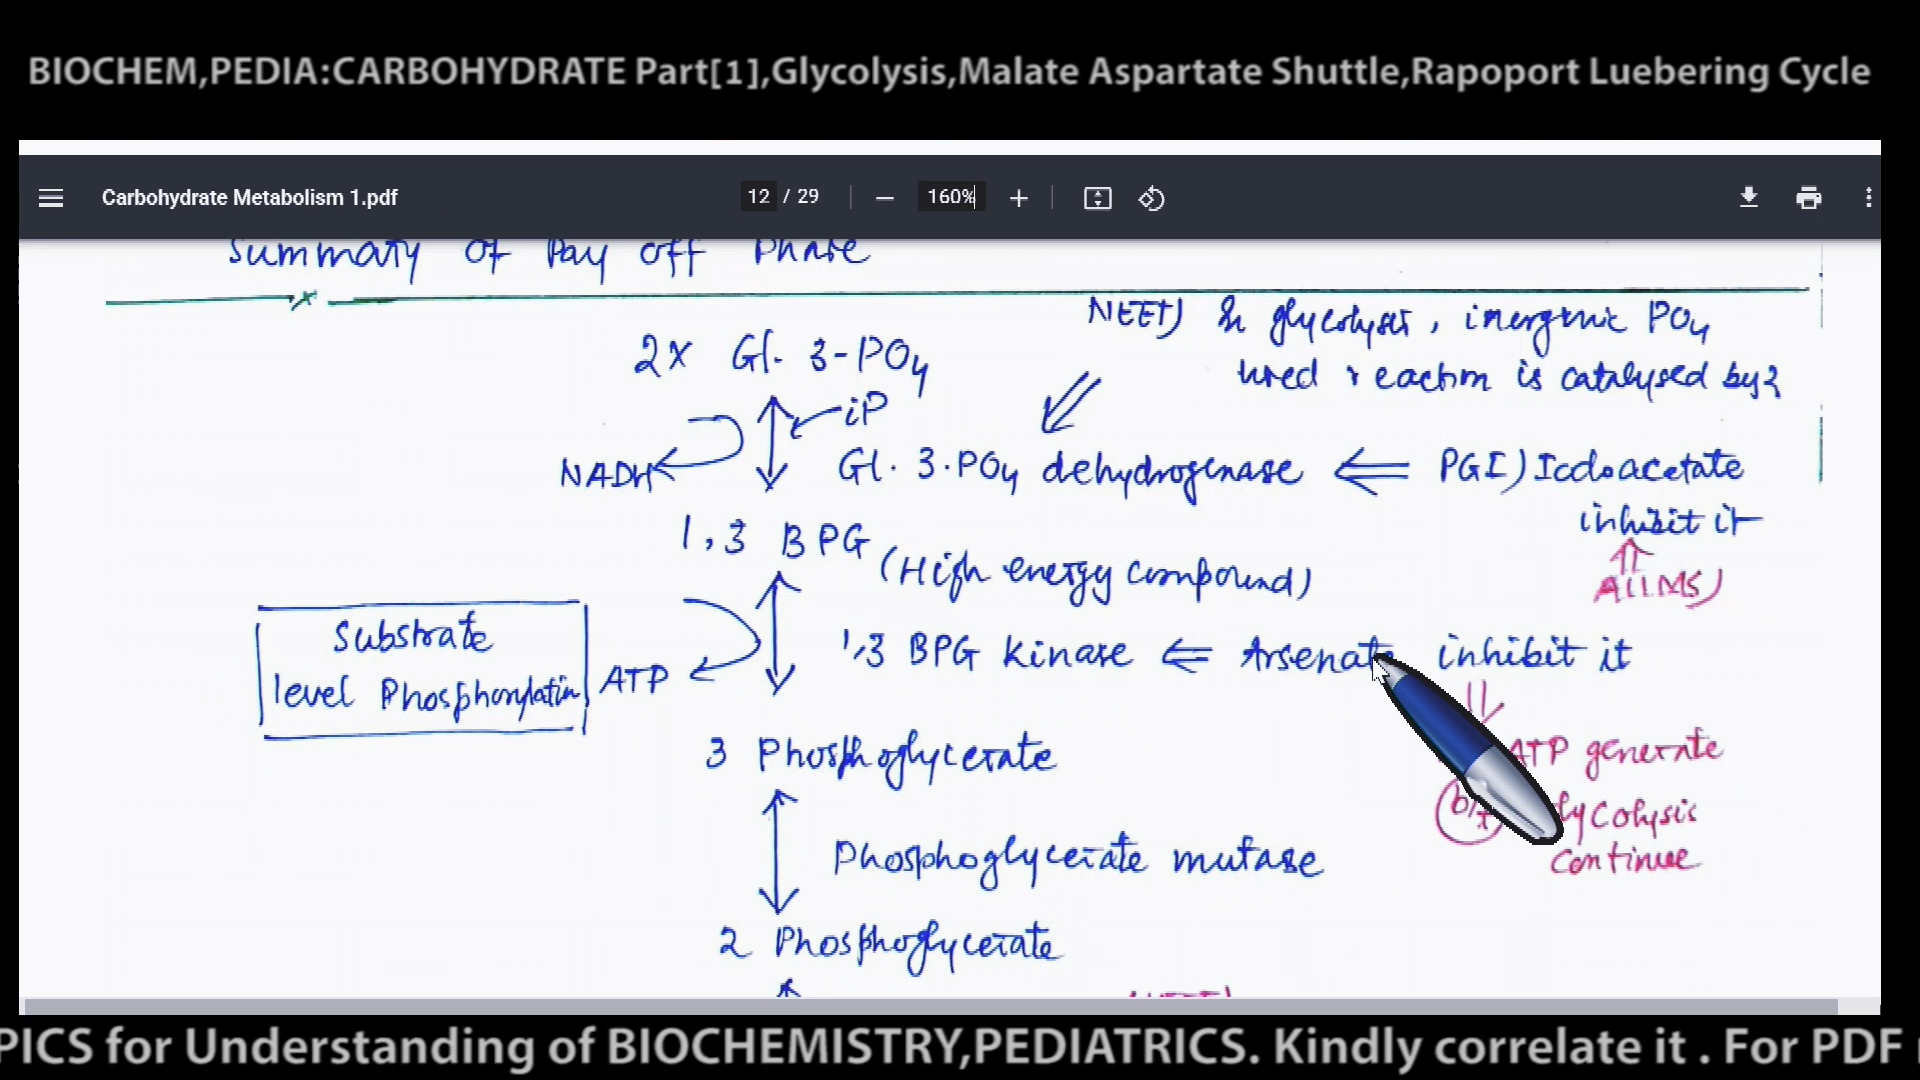 BIOCHEM,PEDIA:CARBOHYDRATE Part[1],Glycolysis,Malate Aspartate Shuttle,Rapoport Luebering Cycle
Carbohydrate Metabolism 1.pdf
12 / 29
160%
Summary of Pay off Phase
NEET) In glycolysis, inorganic PO4
used reaction is catalysed by?
2x Gl. 3-PO4
iP
NADH
Gl. 3.PO4 dehydrogenase ⇐ PGI) Iodoacetate
inhibit it
AIIMS)
1,3 BPG
(High energy compound)
1,3 BPG kinase ⇐ Arsenate inhibit it
Substrate
level Phosphorylatin
ATP
3 Phosphoglycerate
ATP generate
b/t
lycolysis
continue
Phosphoglycerate mutase
2 Phosphoglycerate
PICS for Understanding of BIOCHEMISTRY,PEDIATRICS. Kindly correlate it . For PDF